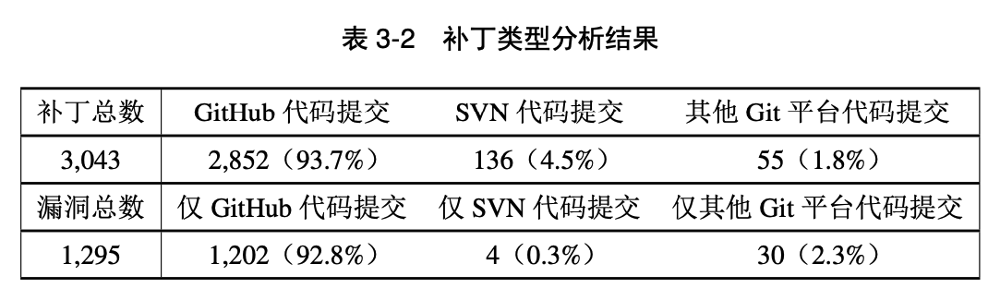 表 3-2 补丁类型分析结果
补丁总数 GitHub 代码提交 SVN 代码提交 其他 Git 平台代码提交
3,043 2,852（93.7%） 136（4.5%） 55（1.8%）
漏洞总数 仅 GitHub 代码提交 仅 SVN 代码提交 仅其他 Git 平台代码提交
1,295 1,202（92.8%） 4（0.3%） 30（2.3%）